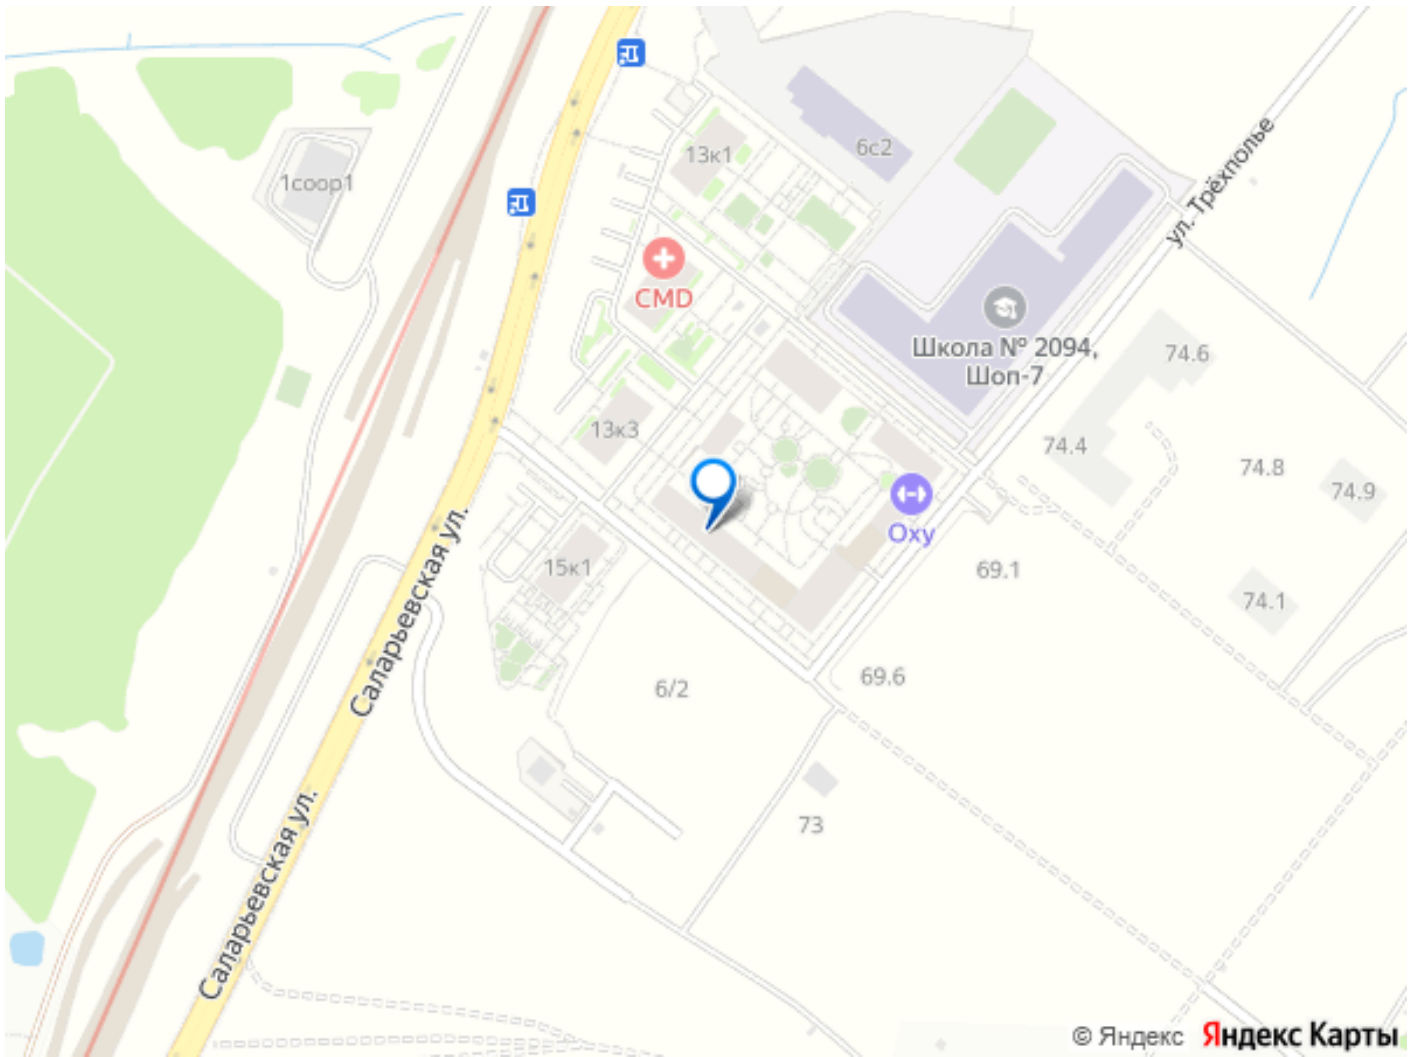 13к1
6с2
1соор1
ул. Трёхполье
CMD
Школа № 2094,
Шоп-7
74.6
13к3
74.4
74.8
74.9
Oxy
15к1
69.1
74.1
Саларьевская ул.
69.6
6/2
73
Саларьевская ул.
© Яндекс Яндекс Карты